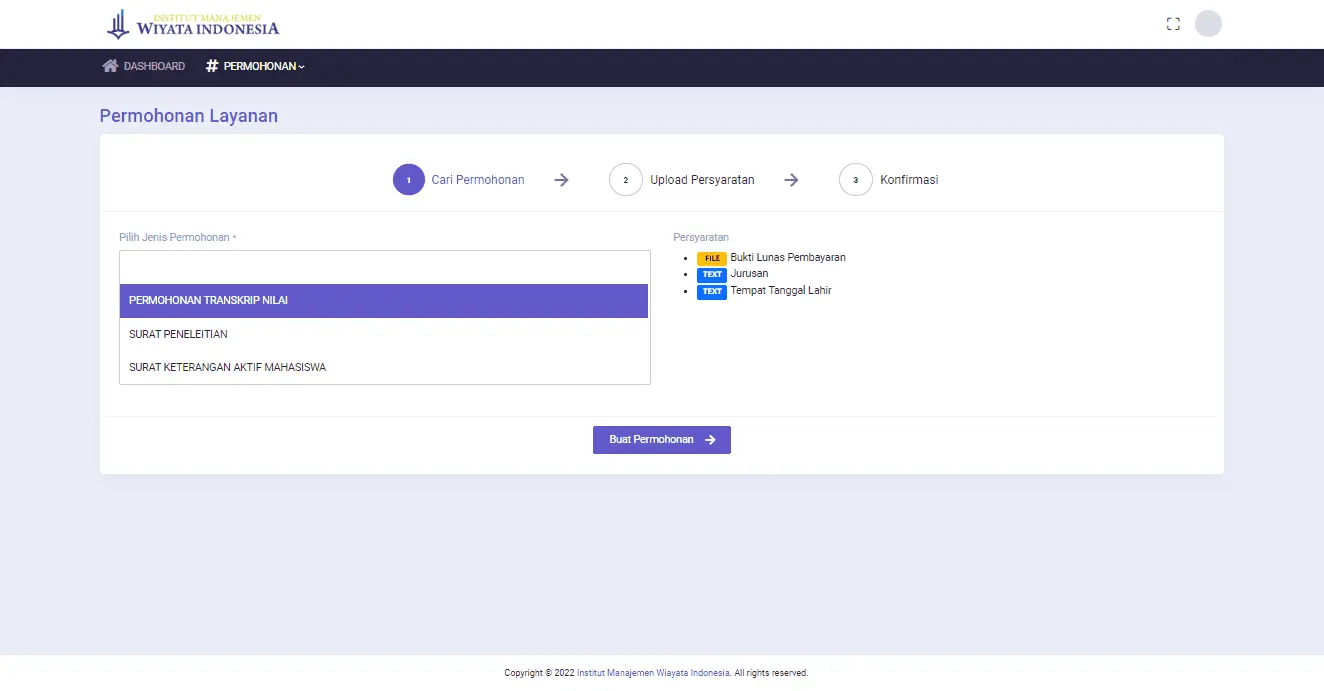 INSTITUT MANAJEMEN
WIYATA INDONESIA
DASHBOARD PERMOHONAN
Permohonan Layanan
1 Cari Permohonan 2 Upload Persyaratan 3 Konfirmasi
Pilih Jenis Permohonan *
PERMOHONAN TRANSKRIP NILAI
SURAT PENELEITIAN
SURAT KETERANGAN AKTIF MAHASISWA
Persyaratan
FILE Bukti Lunas Pembayaran
TEXT Jurusan
TEXT Tempat Tanggal Lahir
Buat Permohonan
Copyright © 2022 Institut Manajemen Wiayata Indonesia. All rights reserved.